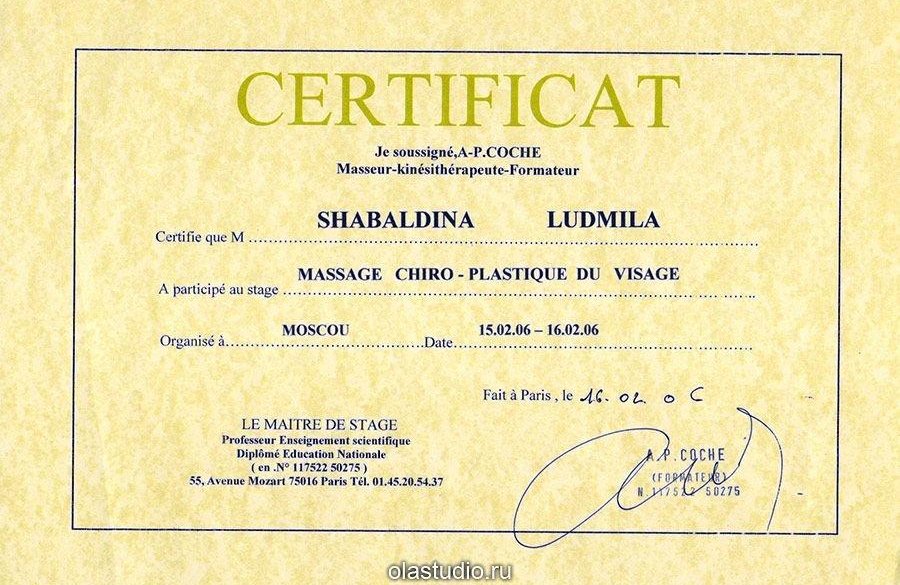 CERTIFICAT
Je soussigné,A-P.COCHE
Masseur-kinésithérapeute-Formateur
SHABALDINA LUDMILA
Certifie que M
MASSAGE CHIRO - PLASTIQUE DU VISAGE
A participé au stage
MOSCOU 15.02.06 – 16.02.06
Organisé à Date
Fait à Paris , le 16. 02. 06
LE MAITRE DE STAGE
Professeur Enseignement scientifique
Diplômé Education Nationale
( en .N° 117522 50275 )
55, Avenue Mozart 75016 Paris Tél. 01.45.20.54.37
A.P.COCHE
(FORMATEUR)
N.117522 50275
olastudio.ru